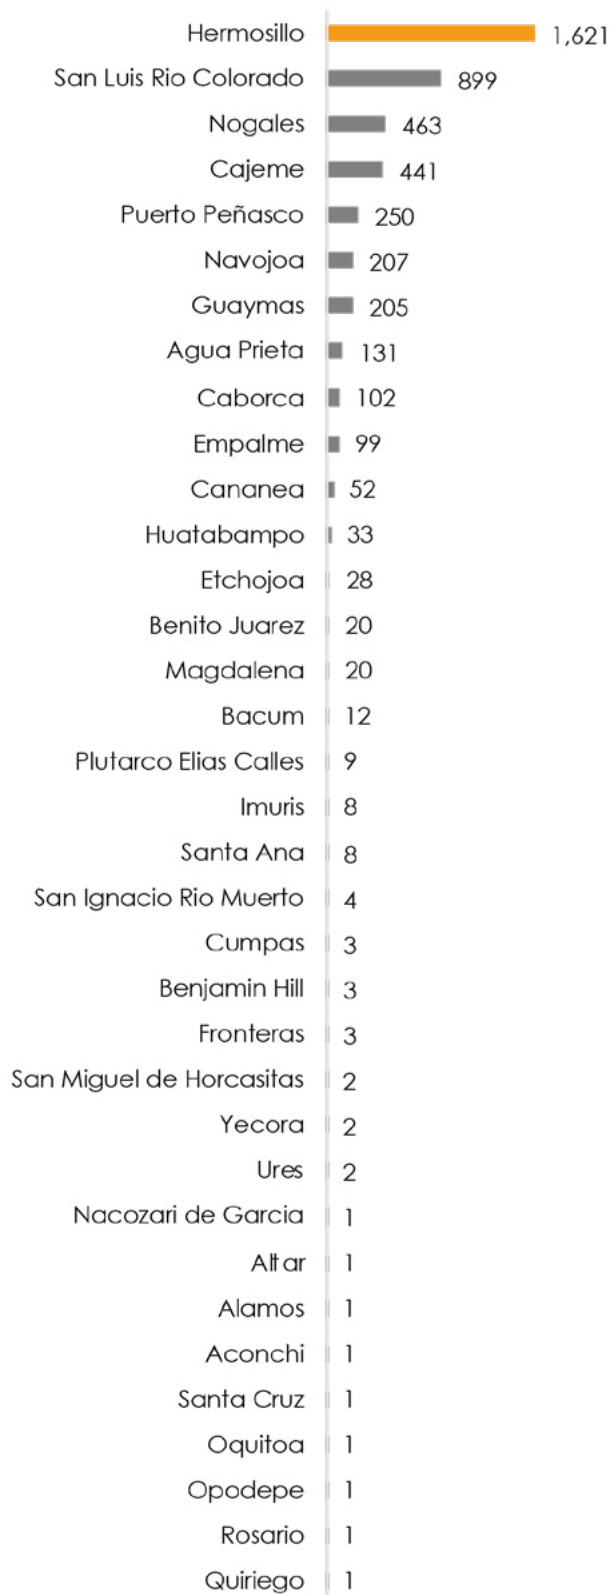 Hermosillo 1,621
San Luis Rio Colorado 899
Nogales 463
Cajeme 441
Puerto Peñasco 250
Navojoa 207
Guaymas 205
Agua Prieta 131
Caborca 102
Empalme 99
Cananea 52
Huatabampo 33
Etchojoa 28
Benito Juarez 20
Magdalena 20
Bacum 12
Plutarco Elias Calles 9
Imuris 8
Santa Ana 8
San Ignacio Rio Muerto 4
Cumpas 3
Benjamin Hill 3
Fronteras 3
San Miguel de Horcasitas 2
Yecora 2
Ures 2
Nacozari de Garcia 1
Altar 1
Alamos 1
Aconchi 1
Santa Cruz 1
Oquitoa 1
Opodepe 1
Rosario 1
Quiriego 1